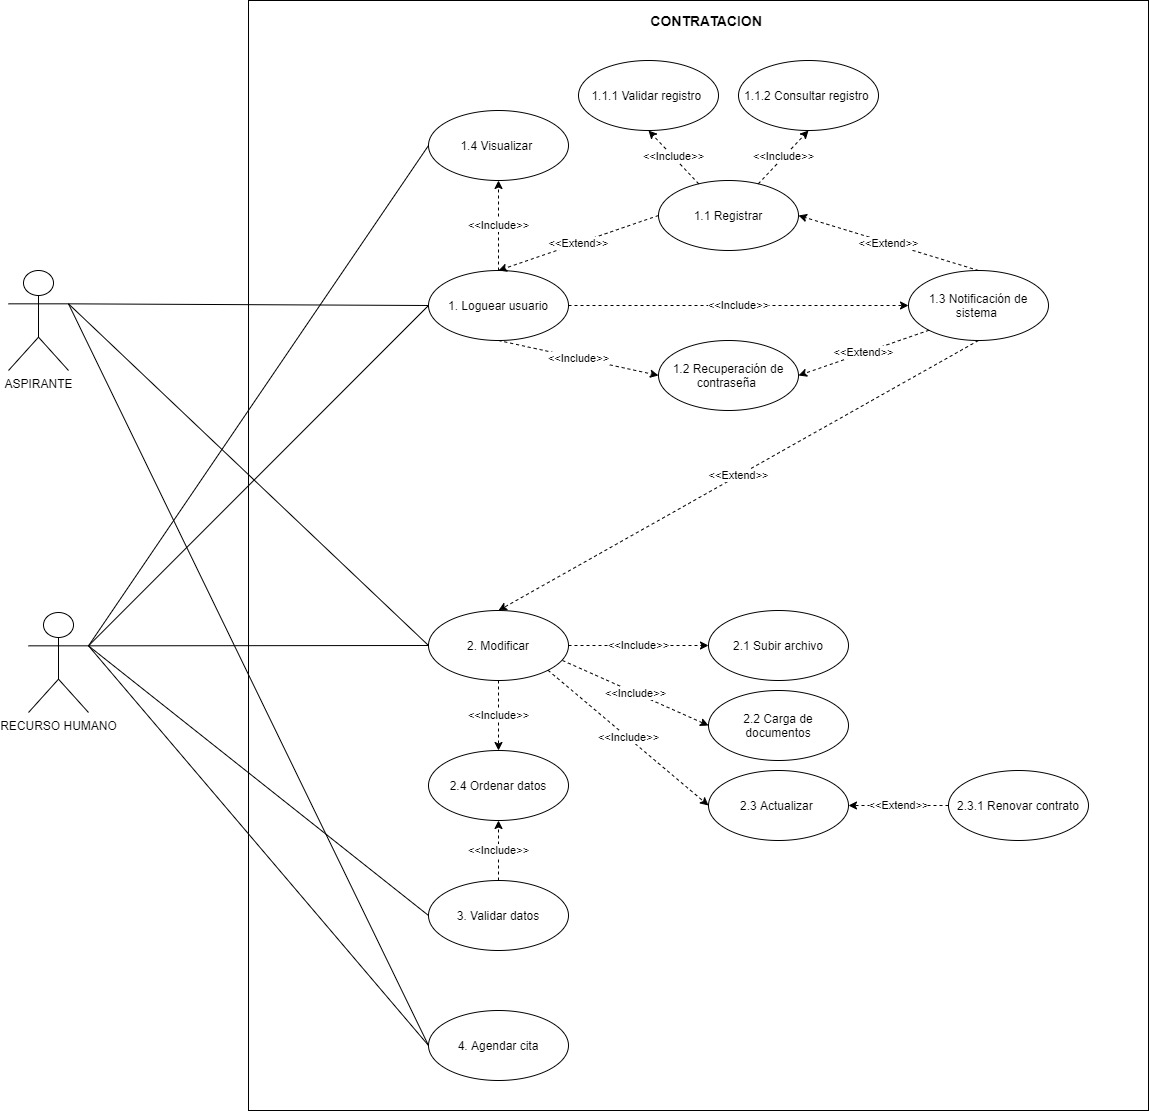 CONTRATACION
1.1.1 Validar registro
1.1.2 Consultar registro
1.4 Visualizar
<<Include>>
<<Include>>
1.1 Registrar
<<Include>>
<<Extend>>
<<Extend>>
1. Loguear usuario
<<Include>>
1.3 Notificación de
sistema
<<Include>>
<<Extend>>
1.2 Recuperación de
contraseña
ASPIRANTE
<<Extend>>
2. Modificar
<<Include>>
2.1 Subir archivo
RECURSO HUMANO
<<Include>>
<<Include>>
2.2 Carga de
documentos
<<Include>>
2.4 Ordenar datos
2.3 Actualizar
<<Extend>>
2.3.1 Renovar contrato
<<Include>>
3. Validar datos
4. Agendar cita